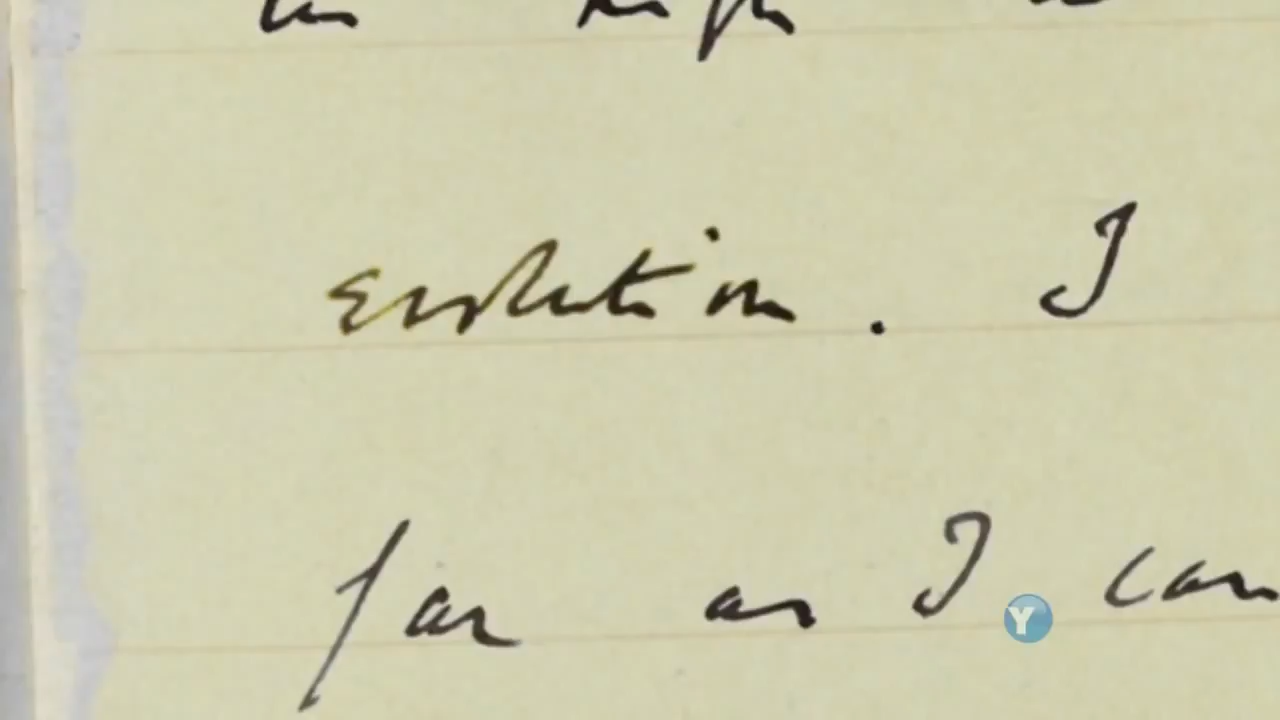 evolution. I
far as I can
Y